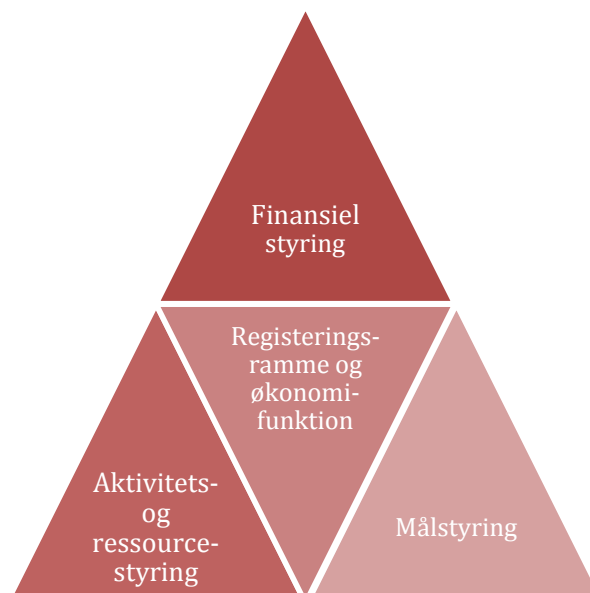 Finansiel
styring
Registerings-
ramme og
økonomi-
funktion
Aktivitets-
og
ressource-
styring
Målstyring